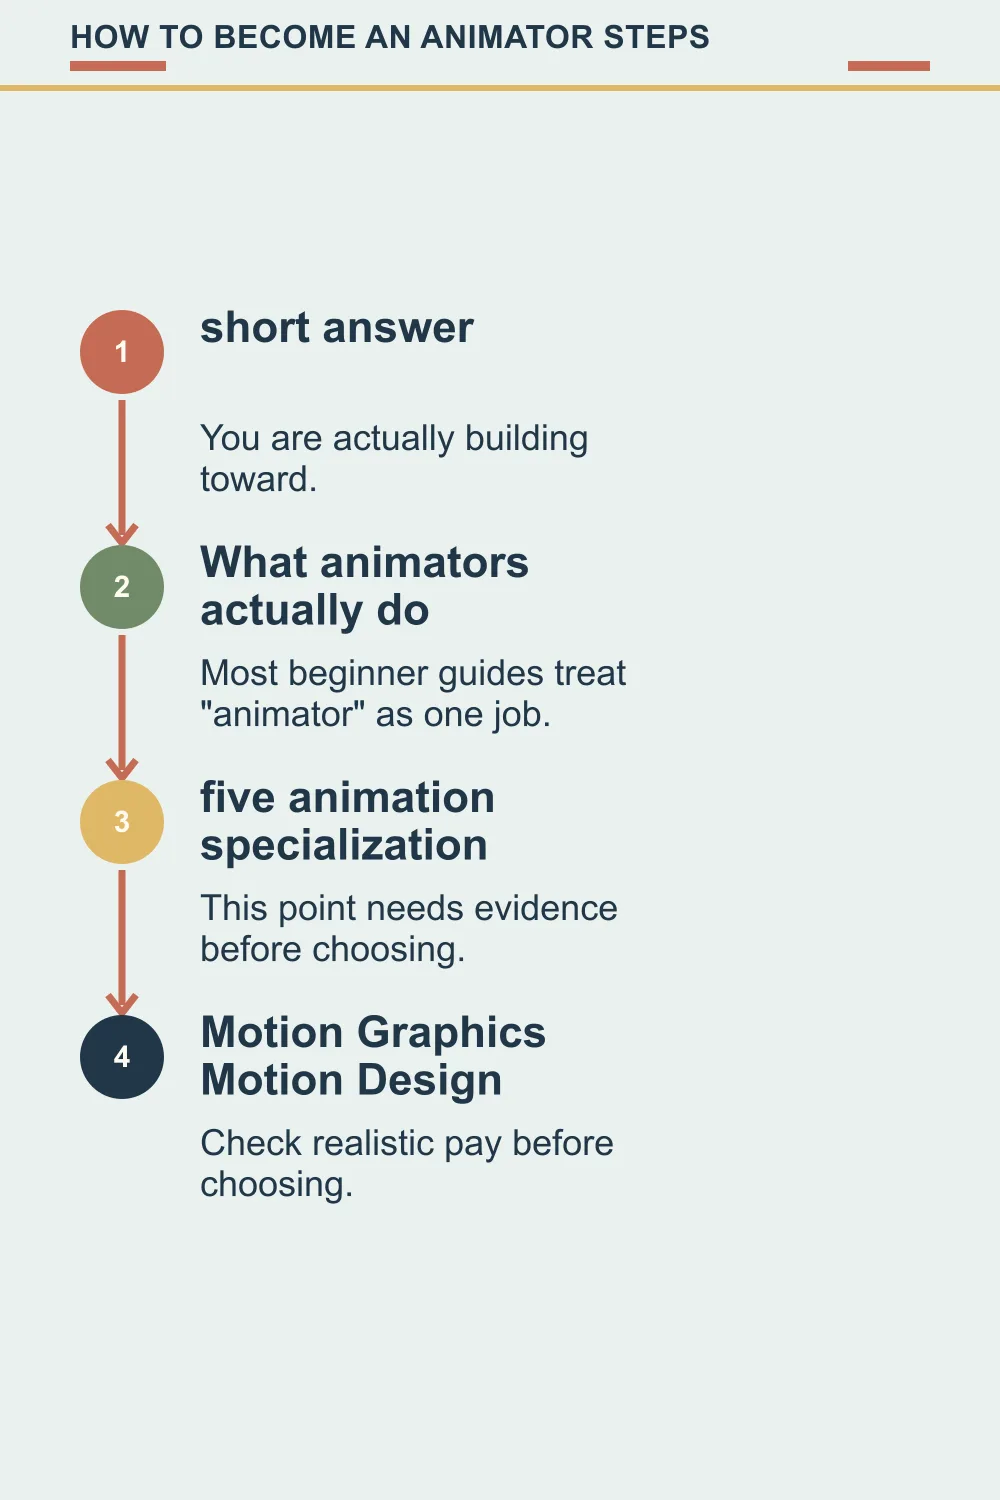 HOW TO BECOME AN ANIMATOR STEPS
1
short answer
You are actually building
toward.
2
What animators
actually do
Most beginner guides treat
"animator" as one job.
3
five animation
specialization
This point needs evidence
before choosing.
4
Motion Graphics
Motion Design
Check realistic pay before
choosing.